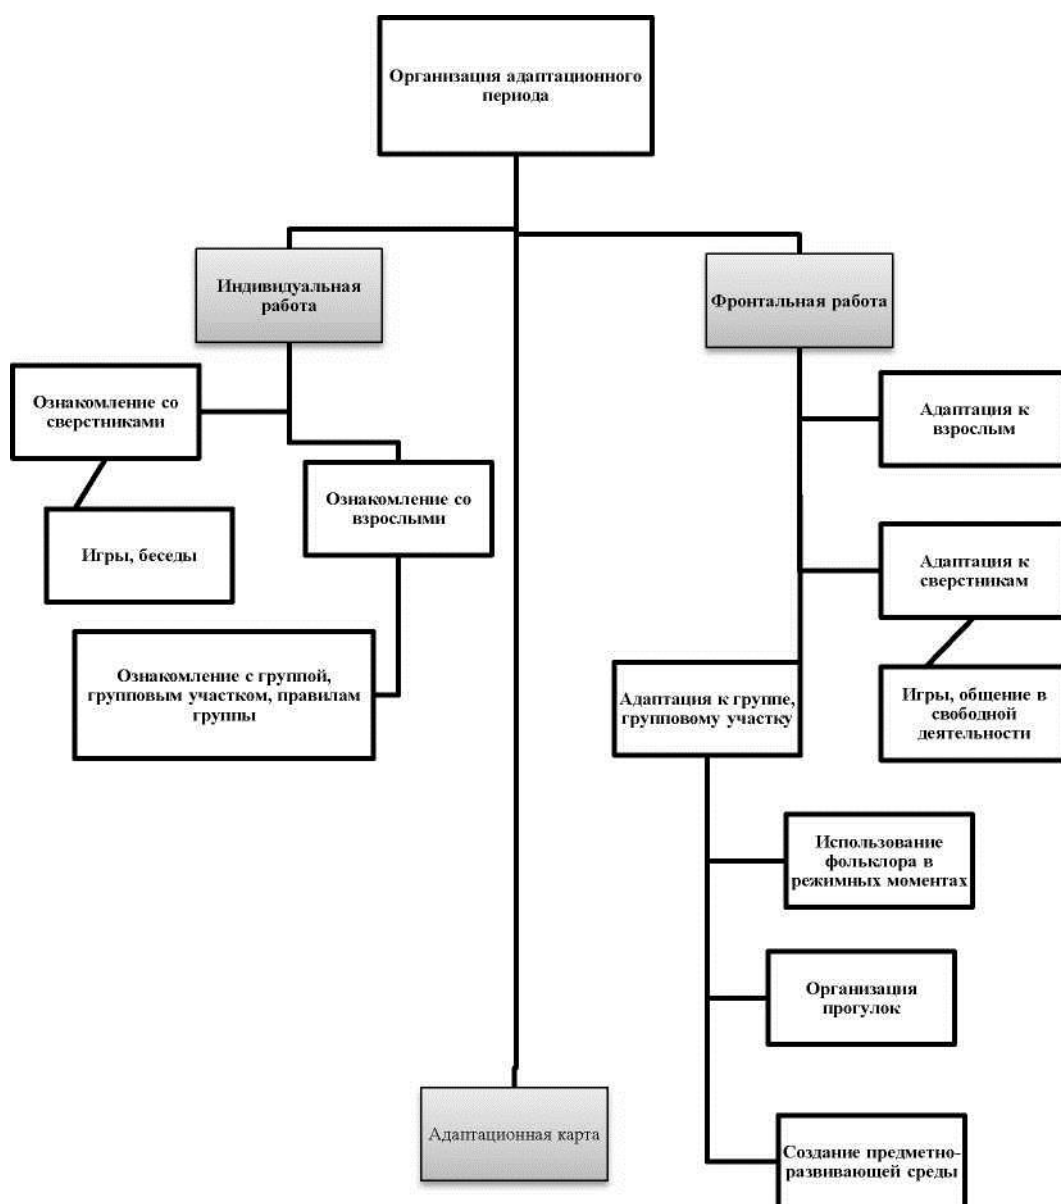 Организация адаптационного
периода
Индивидуальная
работа
Фронтальная работа
Ознакомление со
сверстниками
Адаптация к
взрослым
Ознакомление со
взрослыми
Игры, беседы
Адаптация к
сверстникам
Ознакомление с группой,
групповым участком, правилам
группы
Адаптация к группе,
групповому участку
Игры, общение в
свободной
деятельности
Использование
фольклора в
режимных моментах
Организация
прогулок
Адаптационная карта
Создание предметно-
развивающей среды